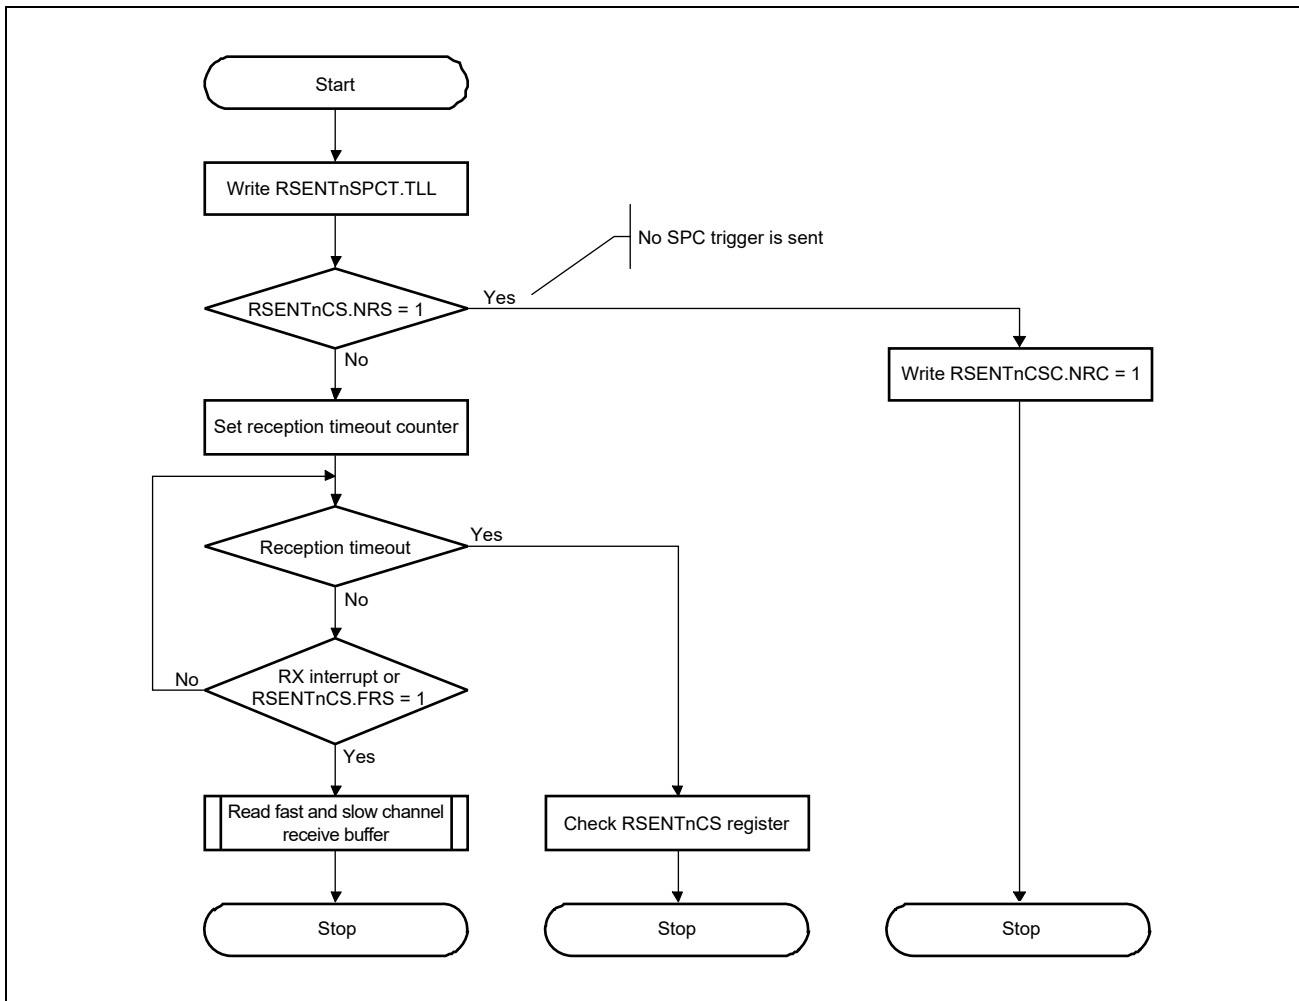 Start
Write RSENTnSPCT.TLL
No SPC trigger is sent
RSENTnCS.NRS = 1
Yes
No
Write RSENTnCSC.NRC = 1
Set reception timeout counter
Reception timeout
Yes
No
RX interrupt or
RSENTnCS.FRS = 1
No
Yes
Read fast and slow channel
receive buffer
Check RSENTnCS register
Stop
Stop
Stop